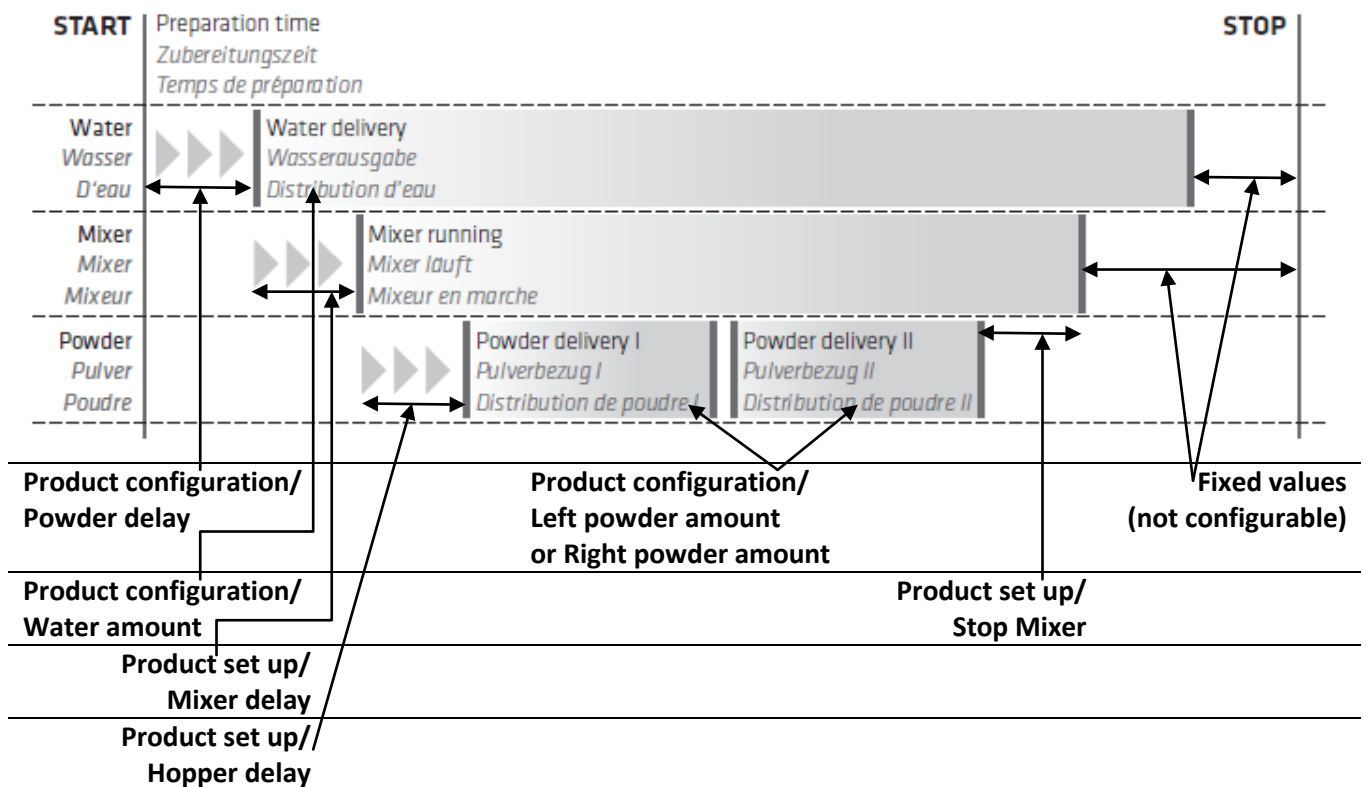 START
Preparation time
STOP
Zubereitungszeit
Temps de préparation
Water
Water delivery
Wasser
Wasserausgabe
D'eau
Distribution d'eau
Mixer
Mixer running
Mixer
Mixer läuft
Mixeur
Mixeur en marche
Powder
Powder delivery I
Powder delivery II
Pulver
Pulverbezug I
Pulverbezug II
Poudre
Distribution de poudre I
Distribution de poudre II
Product configuration/
Powder delay
Product configuration/
Left powder amount
or Right powder amount
Fixed values
(not configurable)
Product configuration/
Water amount
Product set up/
Stop Mixer
Product set up/
Mixer delay
Product set up/
Hopper delay